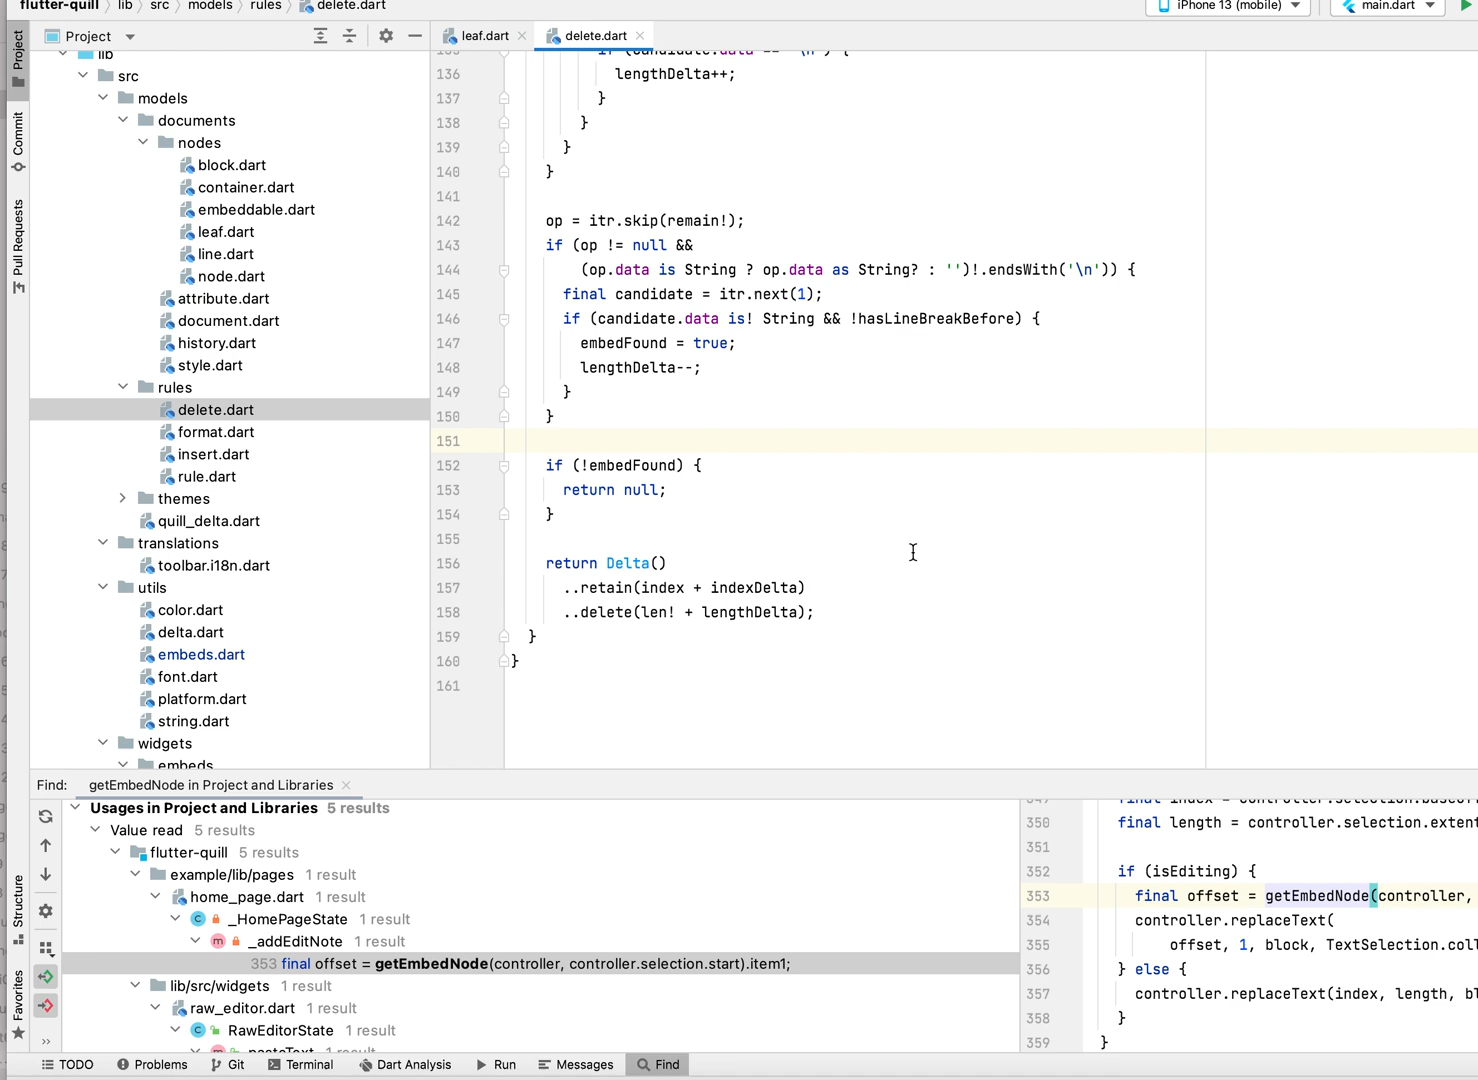 flutter-quill 〉 lib 〉 src 〉 models 〉 rules 〉 delete.dart
iPhone 13 (mobile)
main.dart
Project
leaf.dart
delete.dart
Project
Commit
Pull Requests
Structure
Favorites
lib
src
models
documents
nodes
block.dart
container.dart
embeddable.dart
leaf.dart
line.dart
node.dart
attribute.dart
document.dart
history.dart
style.dart
rules
delete.dart
format.dart
insert.dart
rule.dart
themes
quill_delta.dart
translations
toolbar.i18n.dart
utils
color.dart
delta.dart
embeds.dart
font.dart
platform.dart
string.dart
widgets
embeds
136 lengthDelta++;
137 }
138 }
139 }
140 }
141
142 op = itr.skip(remain!);
143 if (op != null &&
144 (op.data is String ? op.data as String? : '')!.endsWith('\n')) {
145 final candidate = itr.next(1);
146 if (candidate.data is! String && !hasLineBreakBefore) {
147 embedFound = true;
148 lengthDelta--;
149 }
150 }
151
152 if (!embedFound) {
153 return null;
154 }
155
156 return Delta()
157 ..retain(index + indexDelta)
158 ..delete(len! + lengthDelta);
159 }
160 }
161
Find: getEmbedNode in Project and Libraries
Usages in Project and Libraries 5 results
Value read 5 results
flutter-quill 5 results
example/lib/pages 1 result
home_page.dart 1 result
_HomePageState 1 result
_addEditNote 1 result
353 final offset = getEmbedNode(controller, controller.selection.start).item1;
lib/src/widgets 1 result
raw_editor.dart 1 result
RawEditorState 1 result
350 final length = controller.selection.extent
351
352 if (isEditing) {
353 final offset = getEmbedNode(controller,
354 controller.replaceText(
355 offset, 1, block, TextSelection.coll
356 } else {
357 controller.replaceText(index, length, bl
358 }
359 }
TODO
Problems
Git
Terminal
Dart Analysis
Run
Messages
Find